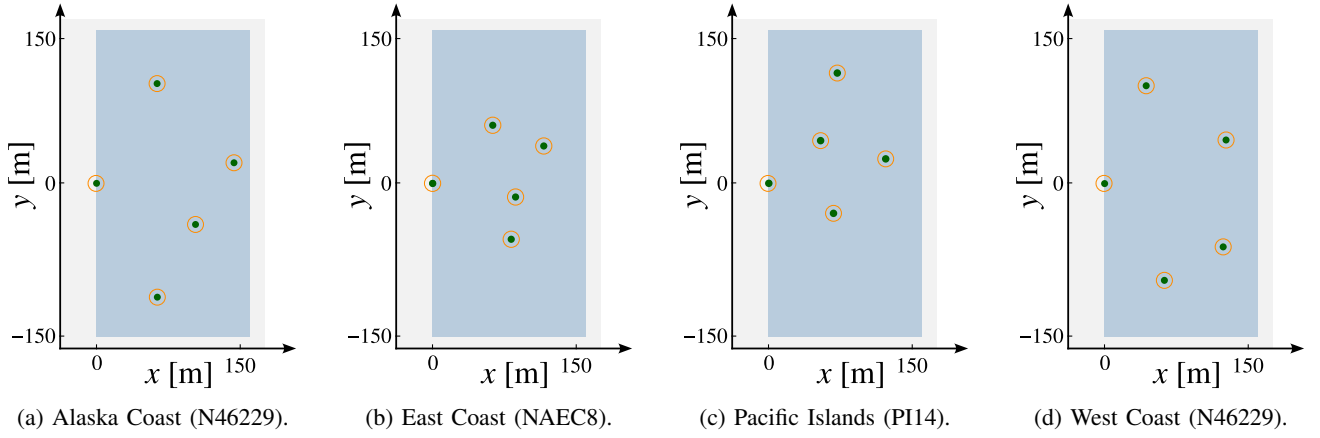 150
0
−150
y [m]
0
150
x [m]
(a) Alaska Coast (N46229).
150
0
−150
y [m]
0
150
x [m]
(b) East Coast (NAEC8).
150
0
−150
y [m]
0
150
x [m]
(c) Pacific Islands (PI14).
150
0
−150
y [m]
0
150
x [m]
(d) West Coast (N46229).